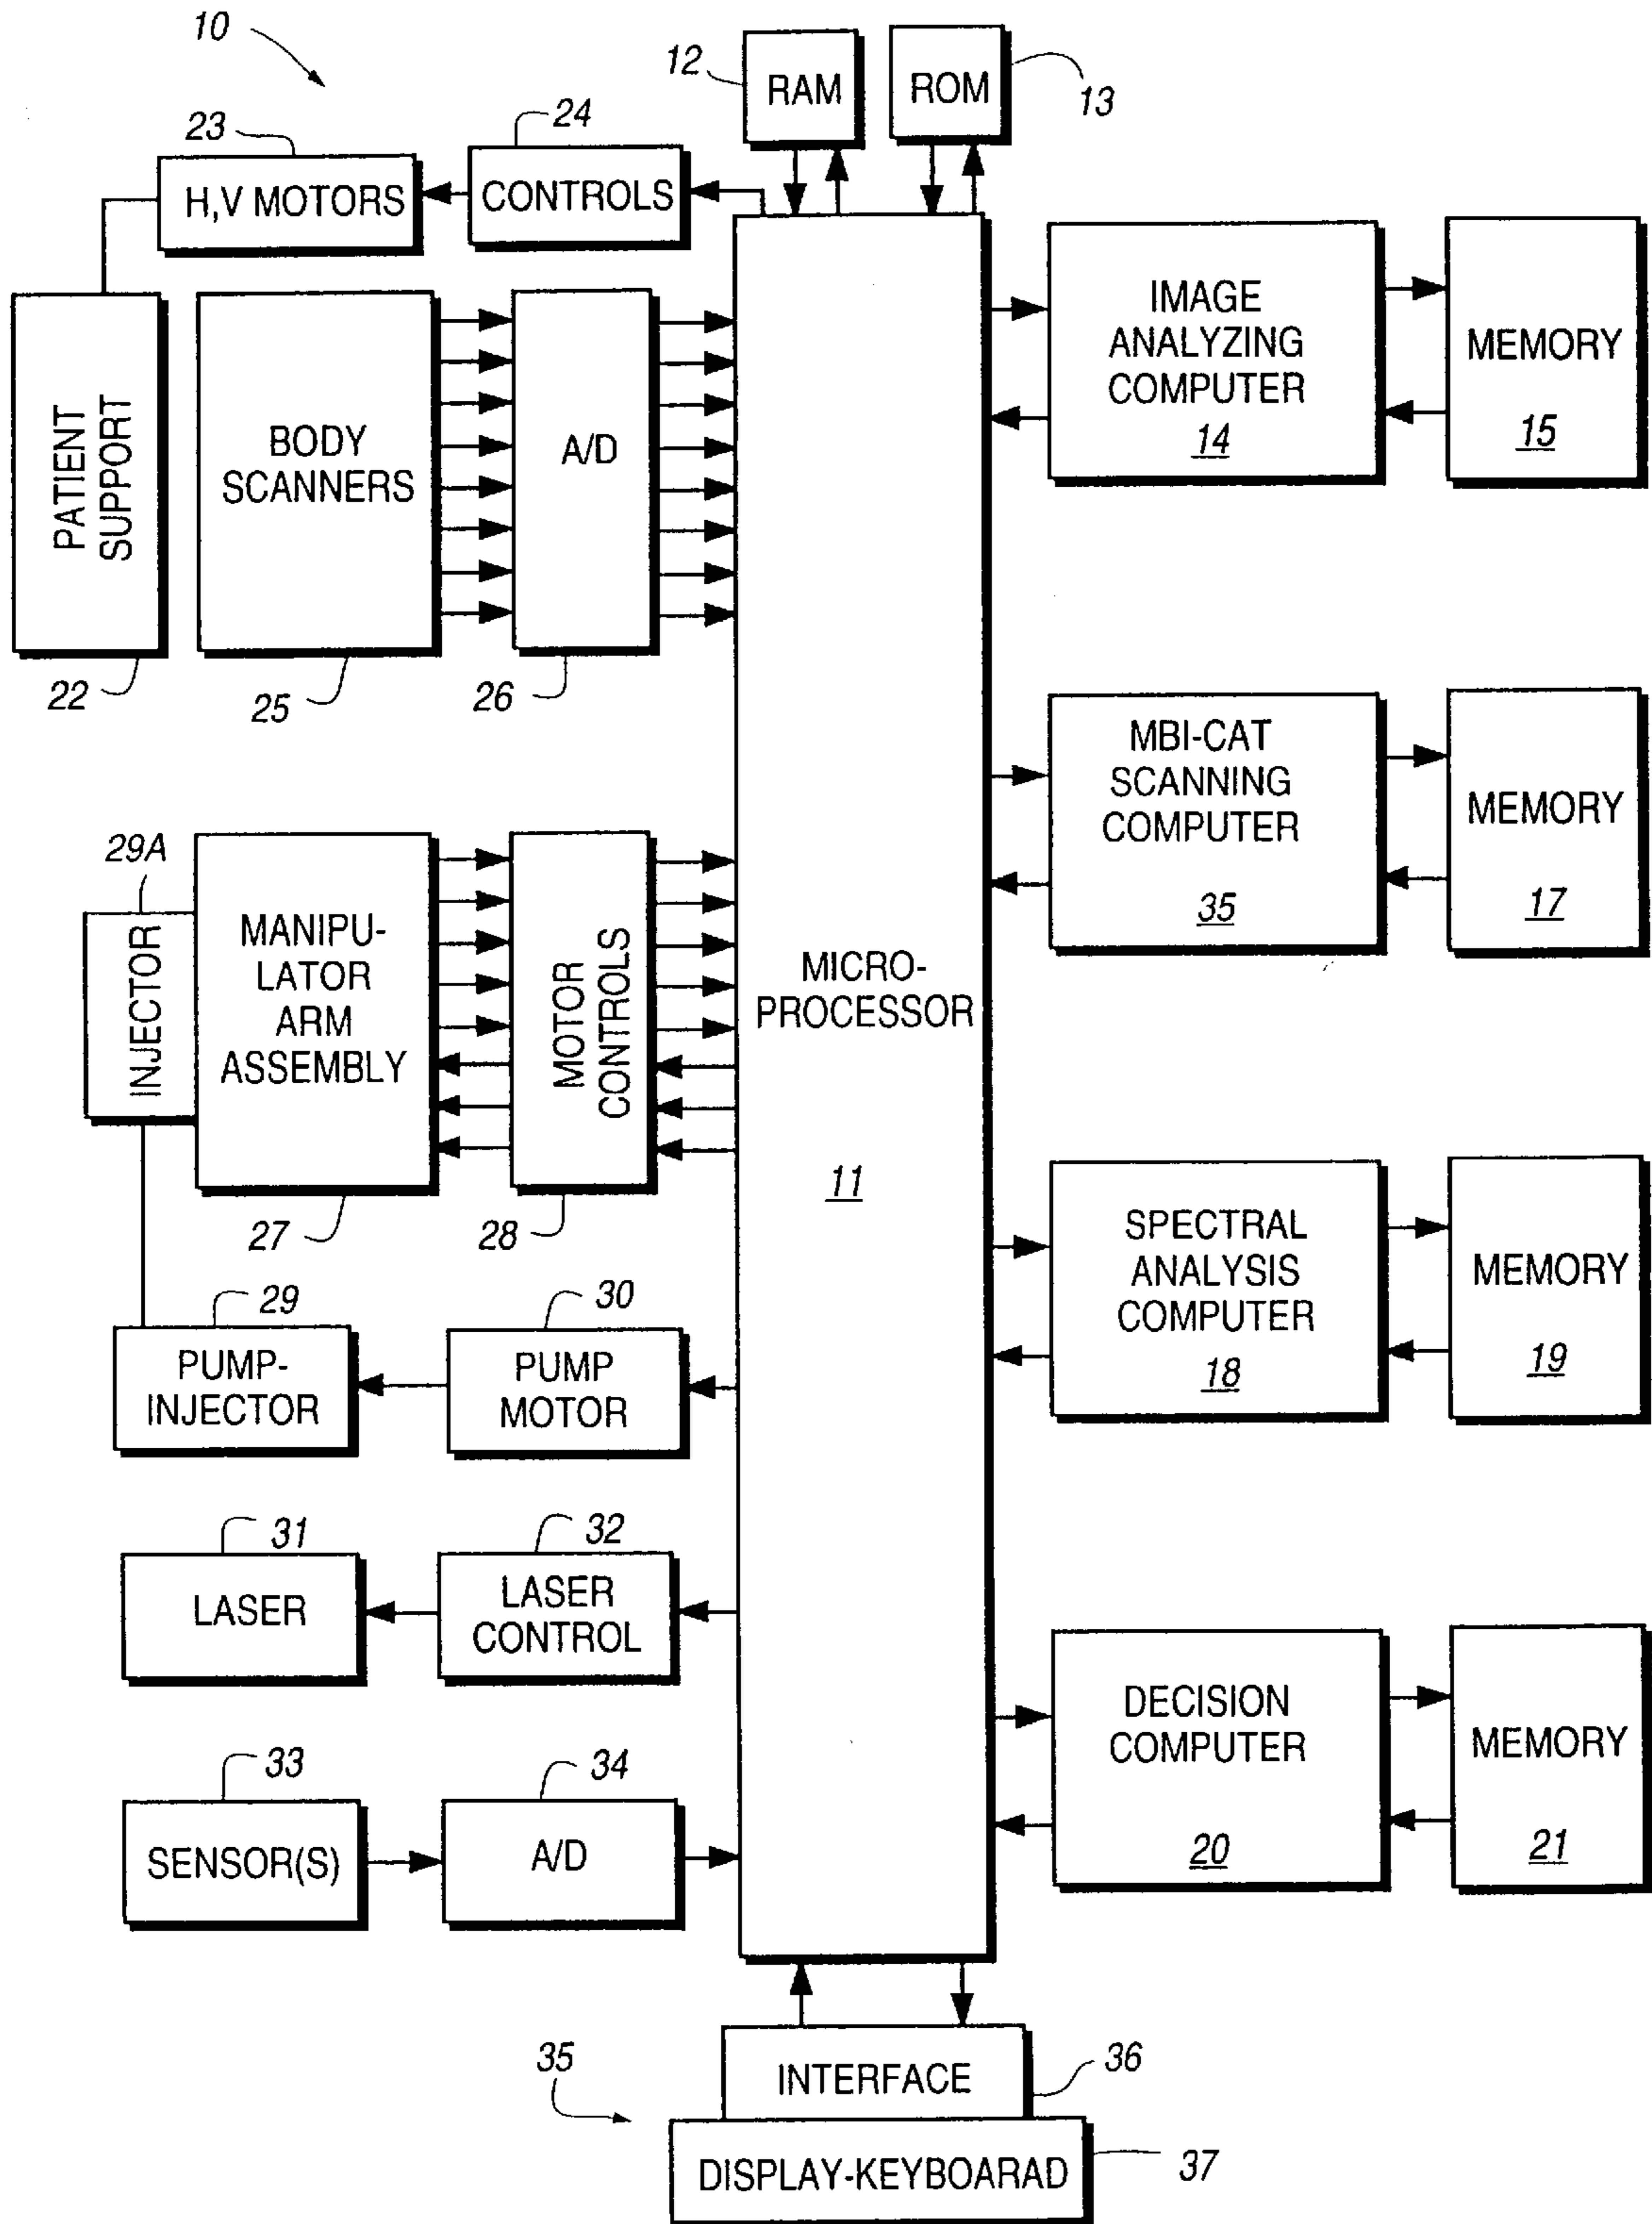 10
12
RAM
ROM
13
23
24
H,V MOTORS
CONTROLS
PATIENT
SUPPORT
22
BODY
SCANNERS
25
A/D
26
IMAGE
ANALYZING
COMPUTER
14
MEMORY
15
MBI-CAT
SCANNING
COMPUTER
35
MEMORY
17
29A
INJECTOR
MANIPU-
LATOR
ARM
ASSEMBLY
27
MOTOR
CONTROLS
28
MICRO-
PROCESSOR
11
SPECTRAL
ANALYSIS
COMPUTER
18
MEMORY
19
29
PUMP-
INJECTOR
30
PUMP
MOTOR
31
LASER
32
LASER
CONTROL
DECISION
COMPUTER
20
MEMORY
21
33
SENSOR(S)
34
A/D
35
INTERFACE
36
DISPLAY-KEYBOARAD
37